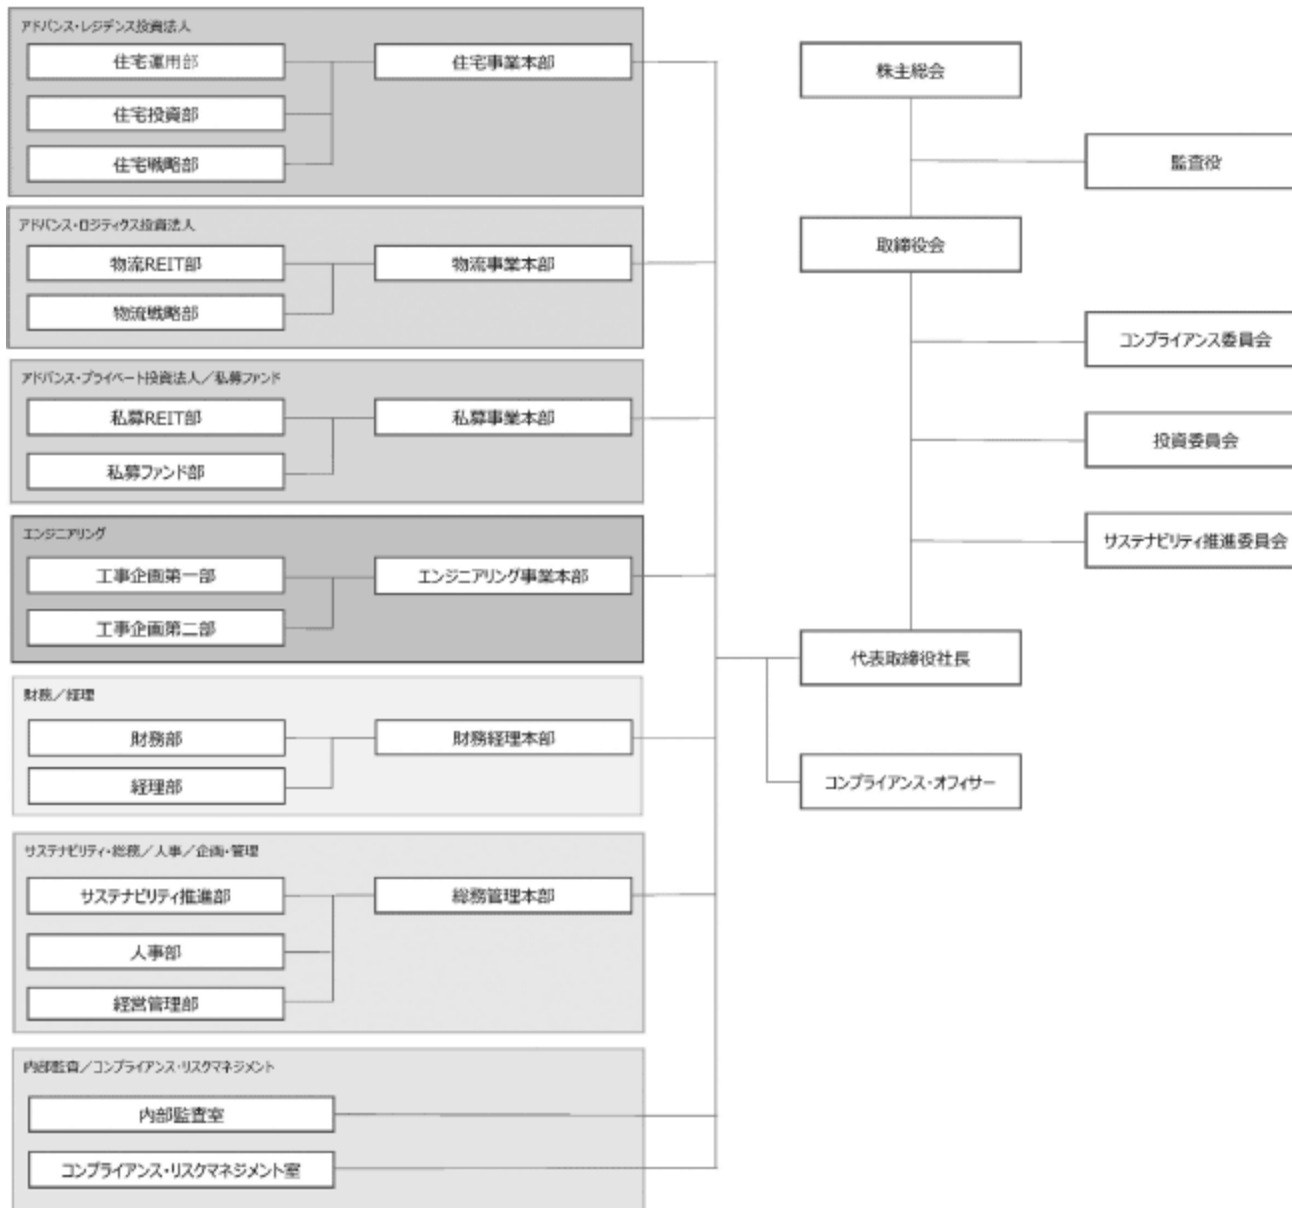 アドバンス・レジデンス投資法人
住宅運用部
住宅事業本部
住宅投資部
住宅戦略部
アドバンス・ロジスティクス投資法人
物流REIT部
物流事業本部
物流戦略部
アドバンス・プライベート投資法人／私募ファンド
私募REIT部
私募事業本部
私募ファンド部
エンジニアリング
工事企画第一部
エンジニアリング事業本部
工事企画第二部
財務／経理
財務部
財務経理本部
経理部
サステナビリティ・総務／人事／企画・管理
サステナビリティ推進部
総務管理本部
人事部
経営管理部
内部監査／コンプライアンス・リスクマネジメント
内部監査室
コンプライアンス・リスクマネジメント室
株主総会
監査役
取締役会
コンプライアンス委員会
投資委員会
サステナビリティ推進委員会
代表取締役社長
コンプライアンス・オフィサー